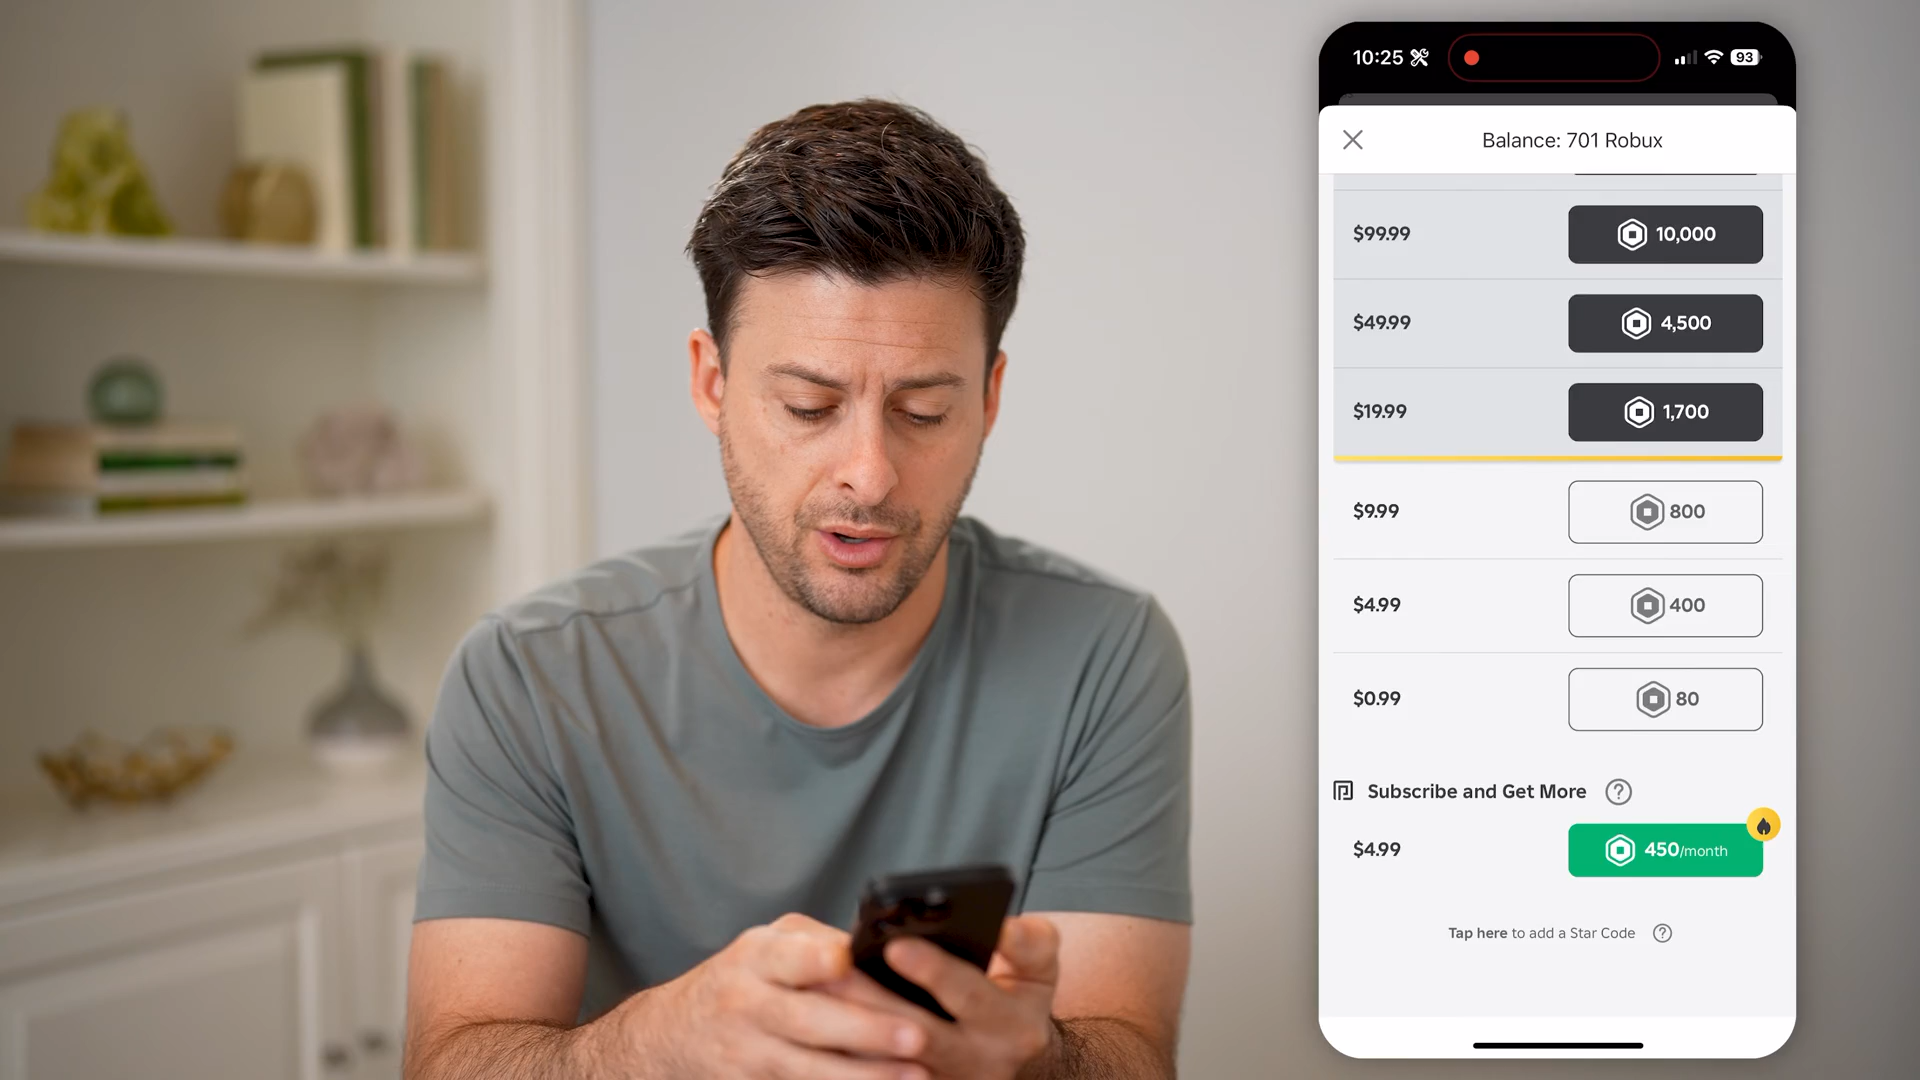 10:25
93
Balance: 701 Robux
$99.99 10,000
$49.99 4,500
$19.99 1,700
$9.99 800
$4.99 400
$0.99 80
Subscribe and Get More ?
$4.99 450/month
Tap here to add a Star Code ?